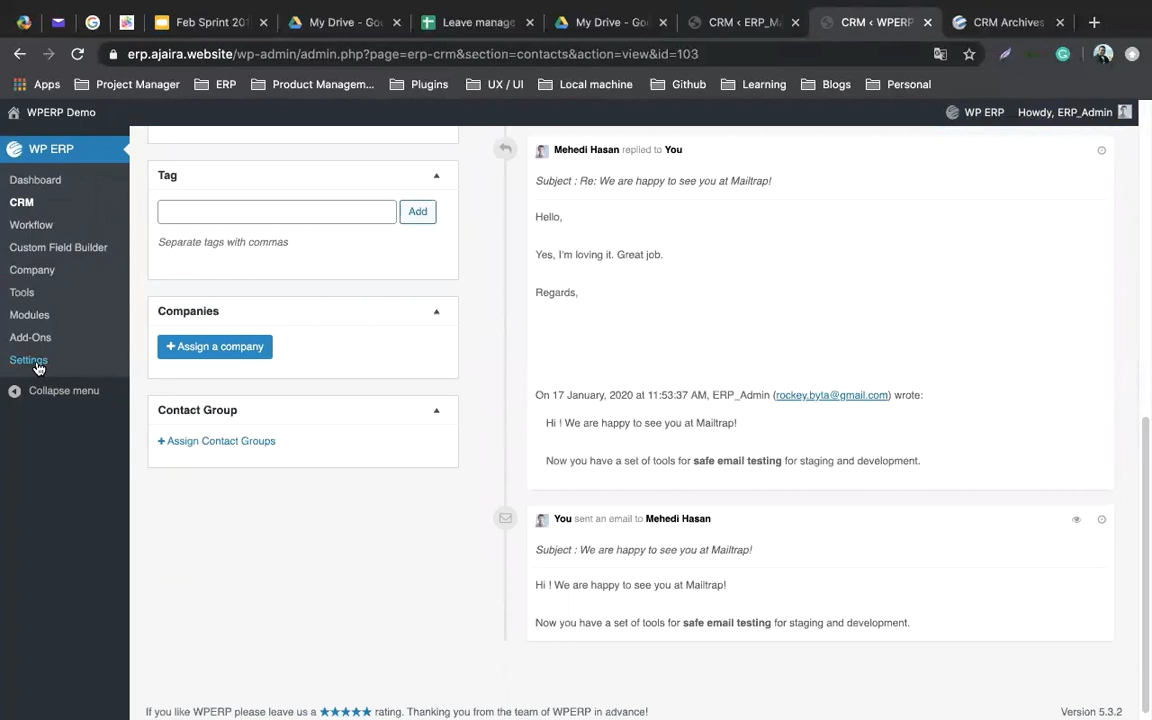 Feb Sprint 201
My Drive - Goo
Leave manage
My Drive - Go
CRM ‹ ERP_Ma
CRM ‹ WPERP
CRM Archives
erp.ajaira.website/wp-admin/admin.php?page=erp-crm&section=contacts&action=view&id=103
Apps
Project Manager
ERP
Product Managem...
Plugins
UX / UI
Local machine
Github
Learning
Blogs
Personal
WPERP Demo
WP ERP
Howdy, ERP_Admin
WP ERP
Dashboard
CRM
Workflow
Custom Field Builder
Company
Tools
Modules
Add-Ons
Settings
Collapse menu
Tag
Add
Separate tags with commas
Companies
+ Assign a company
Contact Group
+ Assign Contact Groups
Mehedi Hasan replied to You
Subject : Re: We are happy to see you at Mailtrap!
Hello,
Yes, I'm loving it. Great job.
Regards,
On 17 January, 2020 at 11:53:37 AM, ERP_Admin (rockey.byta@gmail.com) wrote:
Hi ! We are happy to see you at Mailtrap!
Now you have a set of tools for safe email testing for staging and development.
You sent an email to Mehedi Hasan
Subject : We are happy to see you at Mailtrap!
Hi ! We are happy to see you at Mailtrap!
Now you have a set of tools for safe email testing for staging and development.
If you like WPERP please leave us a ★★★★★ rating. Thanking you from the team of WPERP in advance!
Version 5.3.2